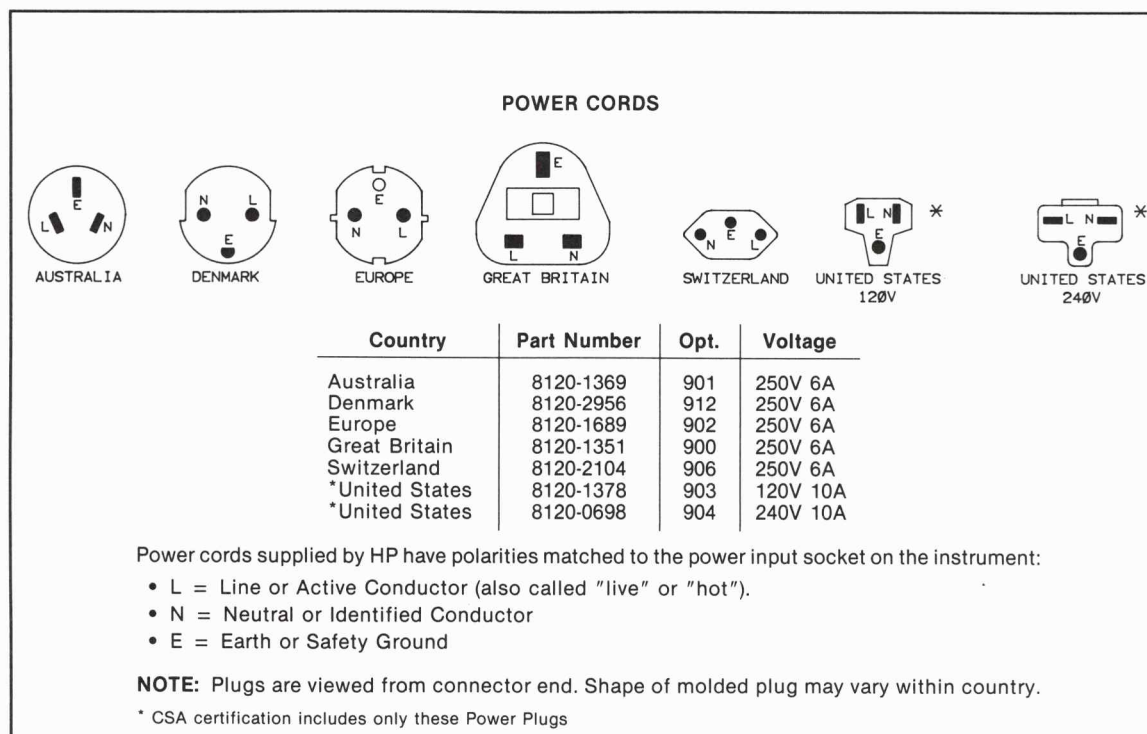 POWER CORDS
E
L N
AUSTRALIA
N L
E
DENMARK
E
N L
EUROPE
E
L N
GREAT BRITAIN
N E L
SWITZERLAND
L N *
E
UNITED STATES
120V
L N *
E
UNITED STATES
240V
Country Part Number Opt. Voltage
Australia 8120-1369 901 250V 6A
Denmark 8120-2956 912 250V 6A
Europe 8120-1689 902 250V 6A
Great Britain 8120-1351 900 250V 6A
Switzerland 8120-2104 906 250V 6A
*United States 8120-1378 903 120V 10A
*United States 8120-0698 904 240V 10A
Power cords supplied by HP have polarities matched to the power input socket on the instrument:
• L = Line or Active Conductor (also called "live" or "hot").
• N = Neutral or Identified Conductor
• E = Earth or Safety Ground
NOTE: Plugs are viewed from connector end. Shape of molded plug may vary within country.
* CSA certification includes only these Power Plugs